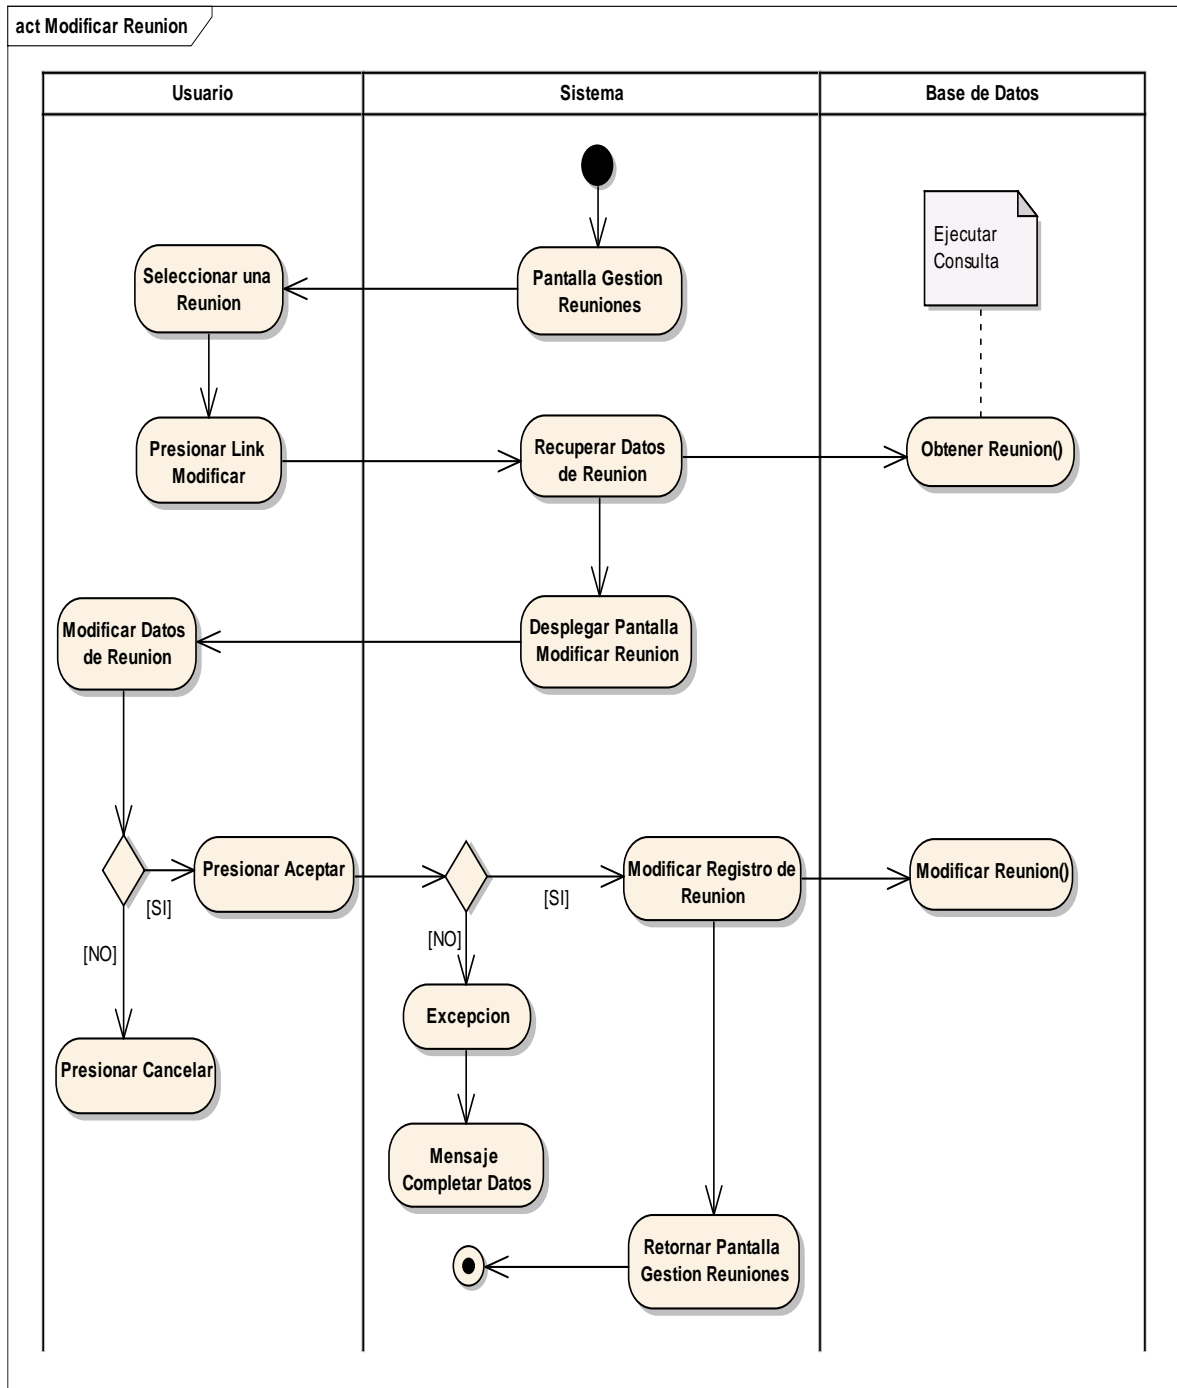 act Modificar Reunion
Usuario
Sistema
Base de Datos
Ejecutar
Consulta
Seleccionar una
Reunion
Pantalla Gestion
Reuniones
Presionar Link
Modificar
Recuperar Datos
de Reunion
Obtener Reunion()
Modificar Datos
de Reunion
Desplegar Pantalla
Modificar Reunion
Presionar Aceptar
Modificar Registro de
Reunion
Modificar Reunion()
[SI]
[SI]
[NO]
[NO]
Excepcion
Presionar Cancelar
Mensaje
Completar Datos
Retornar Pantalla
Gestion Reuniones